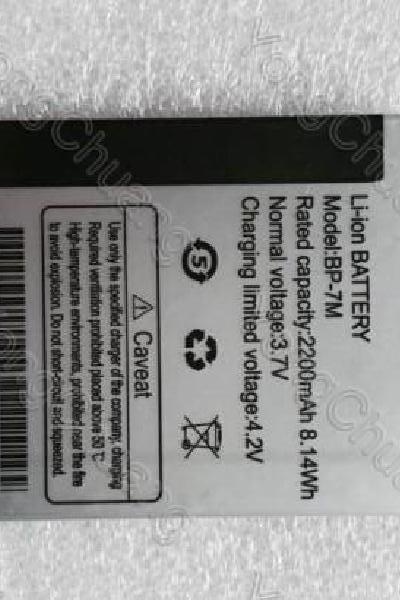 Li-ion BATTERY
Model:BP-7M
Rated capacity:2200mAh 8.14Wh
Normal voltage:3.7V
Charging limited voltage:4.2V
5
Caveat
Use only the specified charger of the company, charging
Required ventilation prohibited placed above 50 ℃
High-temperature environments, prohibited near the fire
to avoid explosion. Do not short-circuit and squeezed.
YongChuang